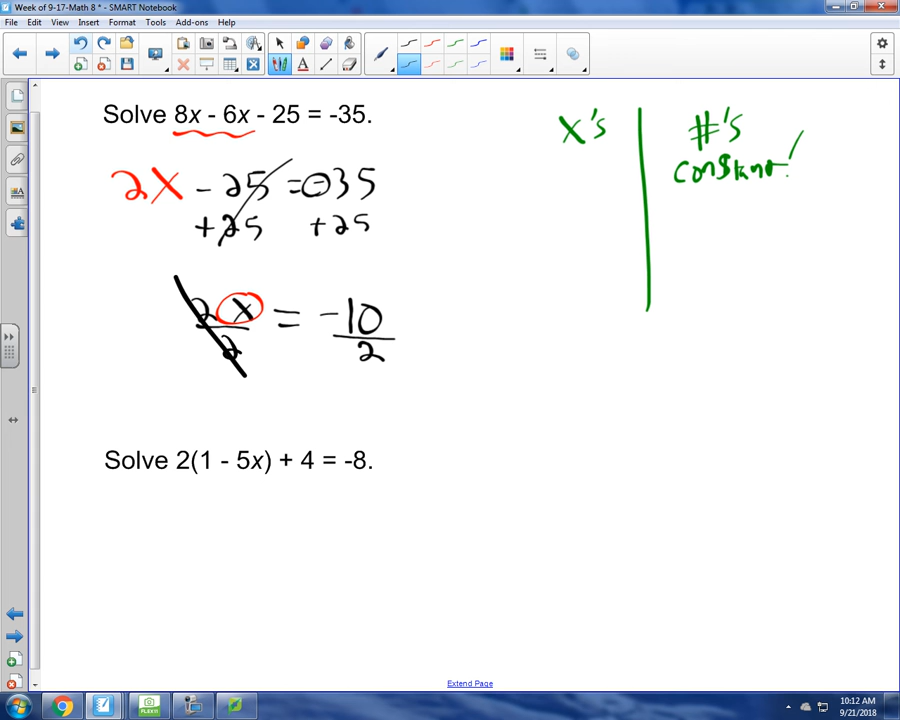 Week of 9-17-Math 8 * - SMART Notebook
File Edit View Insert Format Tools Add-ons Help
Solve 8x - 6x - 25 = -35.
x's #'s
constant!
2x - 25 = -35
+25 +25
2x = -10
2 2
Solve 2(1 - 5x) + 4 = -8.
Extend Page
10:12 AM
9/21/2018